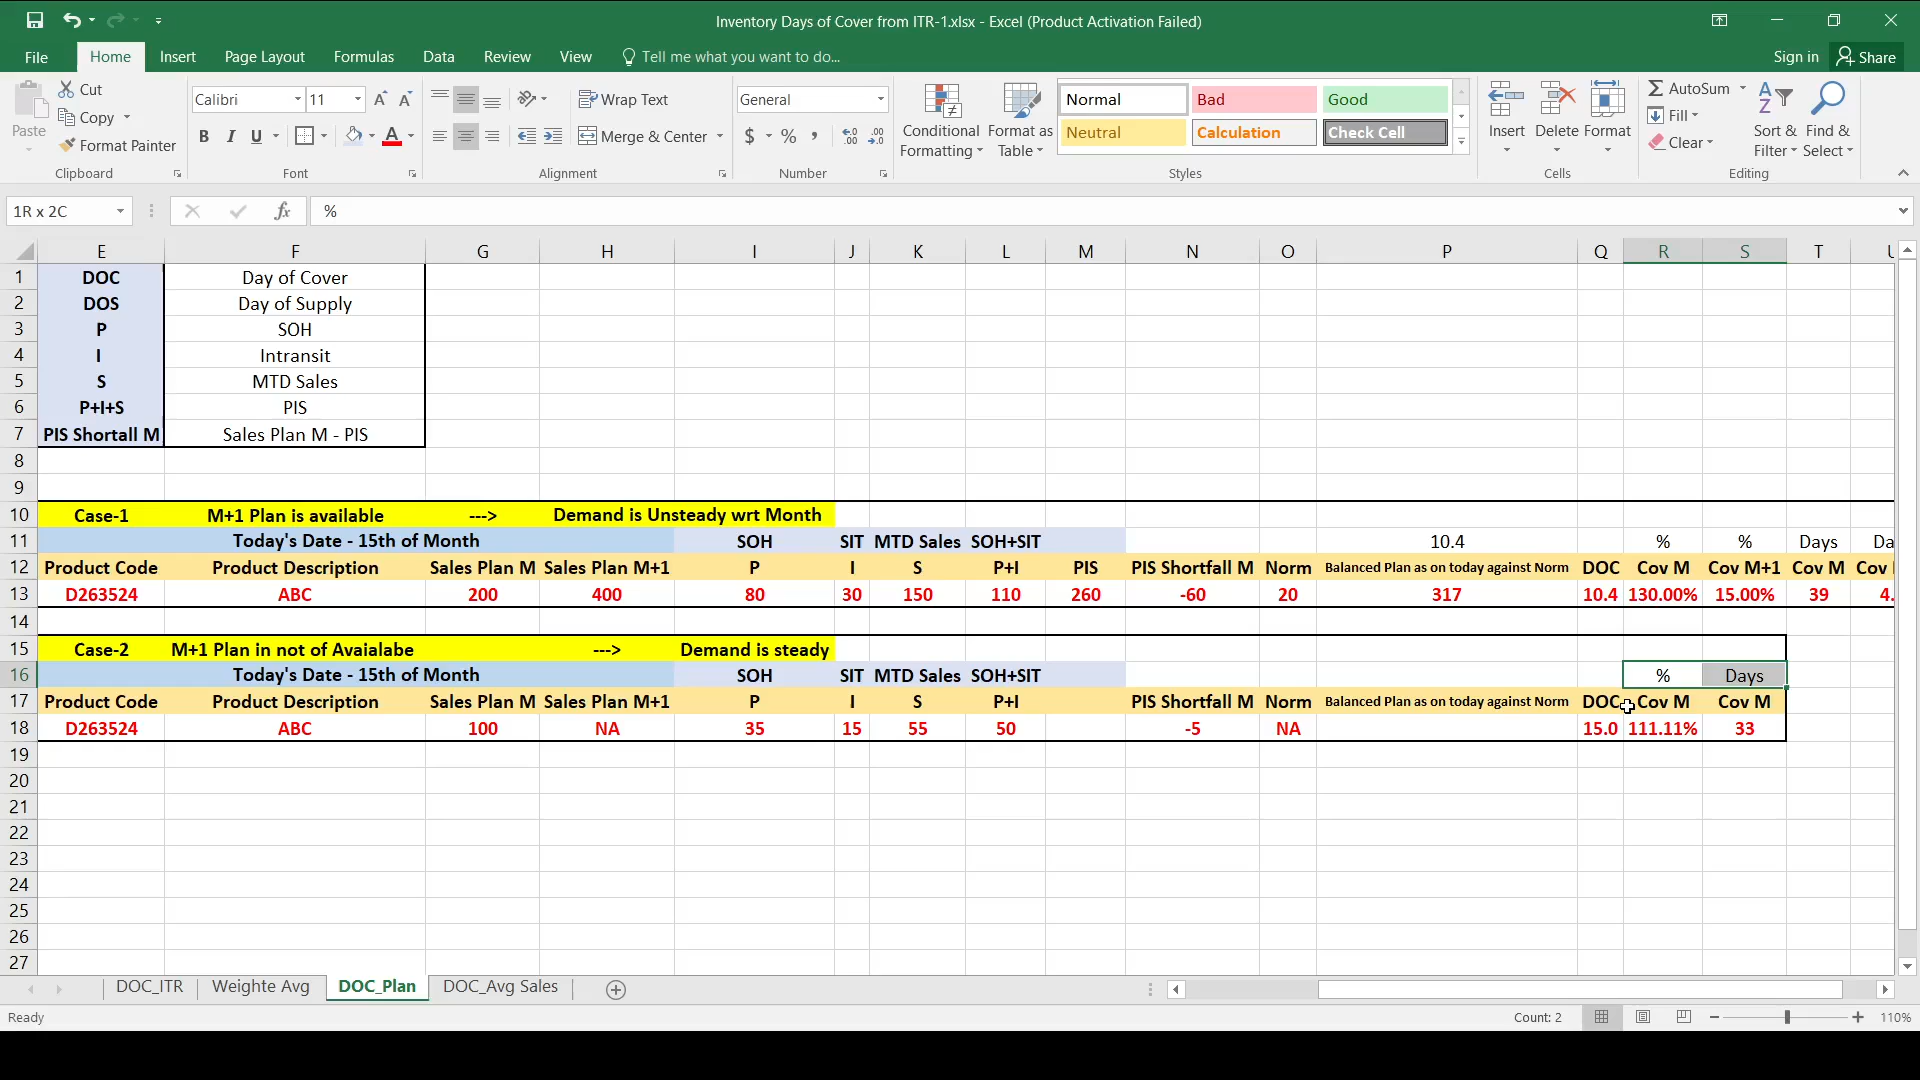 Inventory Days of Cover from ITR-1.xlsx - Excel (Product Activation Failed)
File Home Insert Page Layout Formulas Data Review View Tell me what you want to do... Sign in Share
Paste Cut Copy Format Painter Clipboard
Calibri 11 A A B I U A Font
Wrap Text Merge & Center Alignment
General $ % , Number
Conditional Formatting Format as Table Normal Bad Good Neutral Calculation Check Cell Styles
Insert Delete Format Cells
AutoSum Fill Clear Sort & Filter Find & Select Editing
1R x 2C fx %
E F G H I J K L M N O P Q R S T
1 DOC Day of Cover
2 DOS Day of Supply
3 P SOH
4 I Intransit
5 S MTD Sales
6 P+I+S PIS
7 PIS Shortall M Sales Plan M - PIS
8
9
10 Case-1 M+1 Plan is available ---> Demand is Unsteady wrt Month
11 Today's Date - 15th of Month SOH SIT MTD Sales SOH+SIT 10.4 % % Days Da
12 Product Code Product Description Sales Plan M Sales Plan M+1 P I S P+I PIS PIS Shortfall M Norm Balanced Plan as on today against Norm DOC Cov M Cov M+1 Cov M Cov
13 D263524 ABC 200 400 80 30 150 110 260 -60 20 317 10.4 130.00% 15.00% 39 4.
14
15 Case-2 M+1 Plan in not of Avaialabe ---> Demand is steady
16 Today's Date - 15th of Month SOH SIT MTD Sales SOH+SIT % Days
17 Product Code Product Description Sales Plan M Sales Plan M+1 P I S P+I PIS Shortfall M Norm Balanced Plan as on today against Norm DOC Cov M Cov M
18 D263524 ABC 100 NA 35 15 55 50 -5 NA 15.0 111.11% 33
19
20
21
22
23
24
25
26
27
DOC_ITR Weighte Avg DOC_Plan DOC_Avg Sales
Ready Count: 2 110%